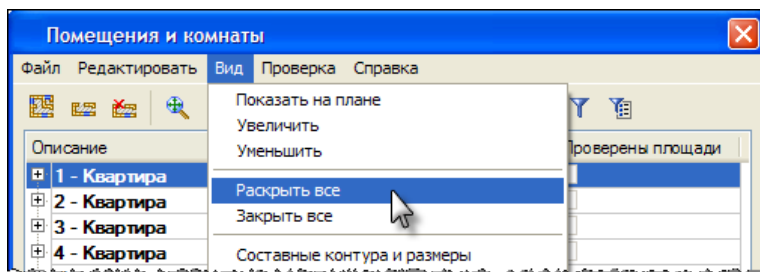 Помещения и комнаты
Файл Редактировать Вид Проверка Справка
Показать на плане
Увеличить
Уменьшить
Раскрыть все
Закрыть все
Составные контура и размеры
Описание
Проверены площади
1 - Квартира
2 - Квартира
3 - Квартира
4 - Квартира